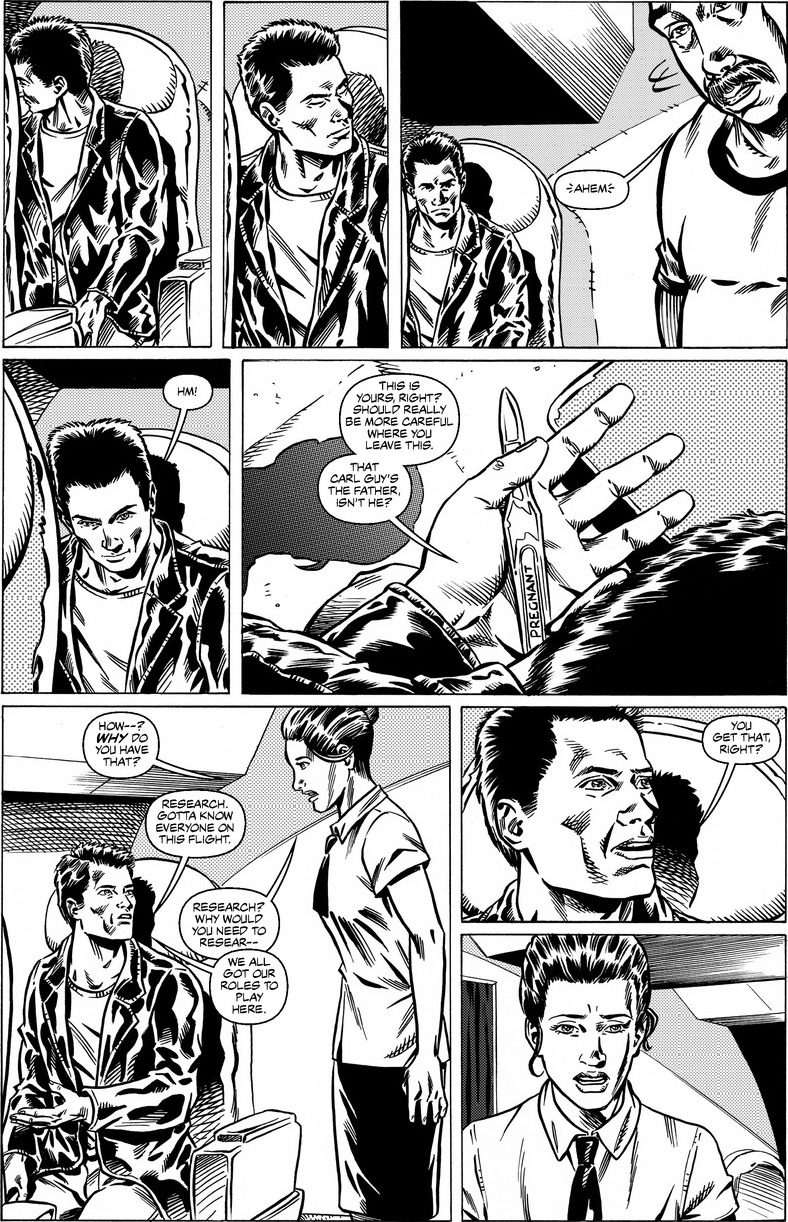 -AHEM-
HM!
THIS IS
YOURS, RIGHT?
SHOULD REALLY
BE MORE CAREFUL
WHERE YOU
LEAVE THIS.
THAT
CARL GUY'S
THE FATHER,
ISN'T HE?
PREGNANT
HOW--?
WHY DO
YOU HAVE
THAT?
RESEARCH.
GOTTA KNOW
EVERYONE ON
THIS FLIGHT.
RESEARCH?
WHY WOULD
YOU NEED TO
RESEAR--
WE ALL
GOT OUR
ROLES TO
PLAY
HERE.
YOU
GET THAT,
RIGHT?